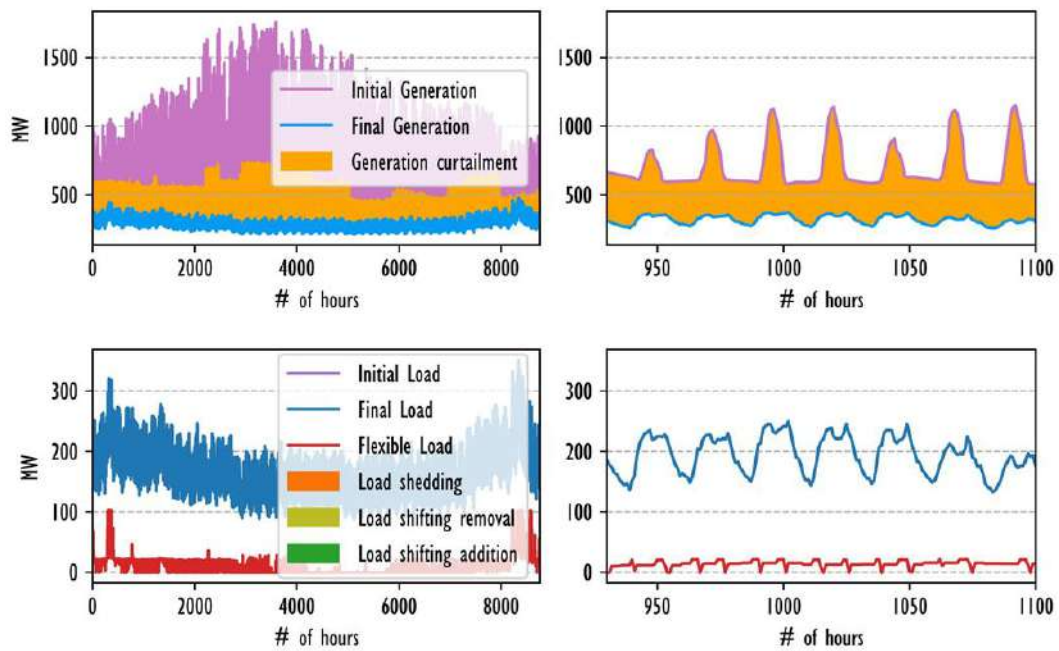 1500
1000
500
MW
0 2000 4000 6000 8000
# of hours
Initial Generation
Final Generation
Generation curtailment
1500
1000
500
950 1000 1050 1100
# of hours
300
200
100
0
MW
0 2000 4000 6000 8000
# of hours
Initial Load
Final Load
Flexible Load
Load shedding
Load shifting removal
Load shifting addition
300
200
100
0
950 1000 1050 1100
# of hours